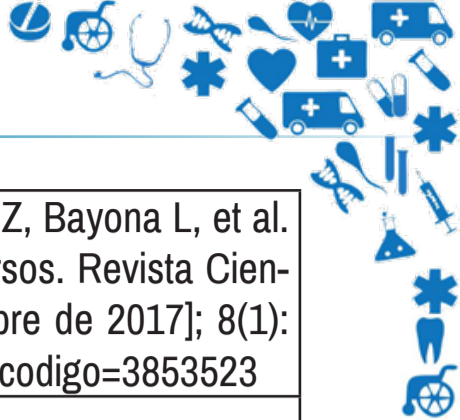 Z, Bayona L, et al.
rsos. Revista Cien-
bre de 2017]; 8(1):
codigo=3853523